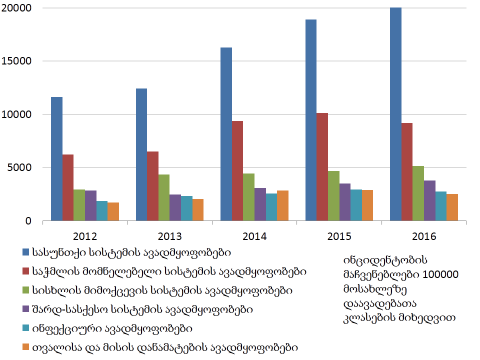 20000
15000
10000
5000
0
2012 2013 2014 2015 2016
სასუნთქი სისტემის ავადმყოფობები
საჭმლის მომნელებელი სისტემის ავადმყოფობები
სისხლის მიმოქცევის სისტემის ავადმყოფობები
შარდ-სასქესო სისტემის ავადმყოფობები
ინფექციური ავადმყოფობები
თვალისა და მისის დანამატების ავადმყოფობები
ინციდენტობის
მაჩვენებლები 100000
მოსახლეზე
დაავადებათა
კლასების მიხედვით